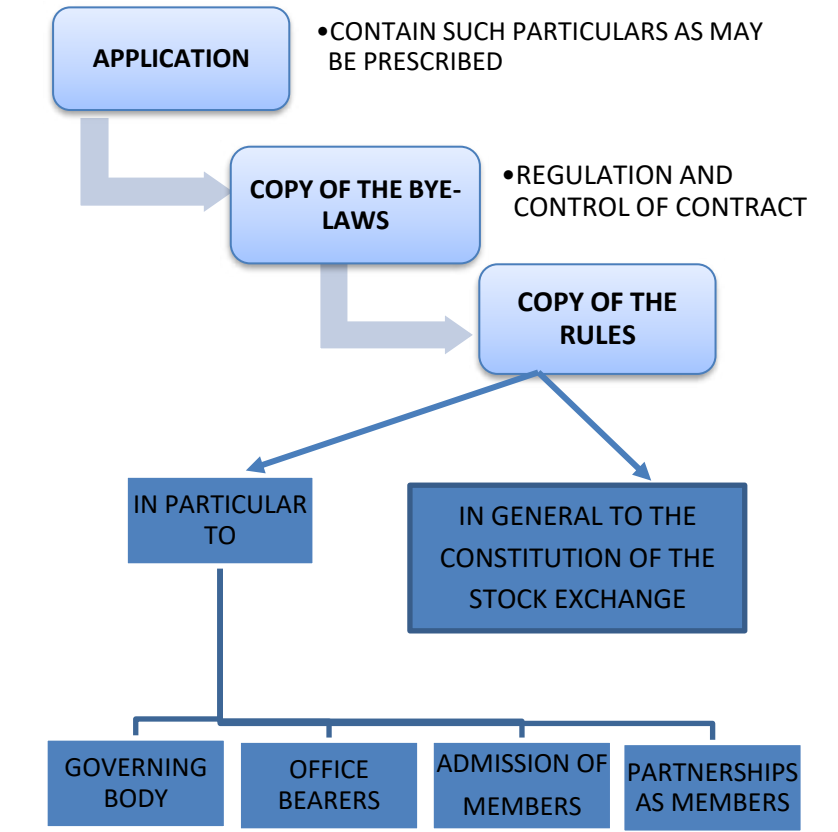 APPLICATION
•CONTAIN SUCH PARTICULARS AS MAY
BE PRESCRIBED
COPY OF THE BYE-
LAWS
•REGULATION AND
CONTROL OF CONTRACT
COPY OF THE
RULES
IN PARTICULAR
TO
IN GENERAL TO THE
CONSTITUTION OF THE
STOCK EXCHANGE
GOVERNING
BODY
OFFICE
BEARERS
ADMISSION OF
MEMBERS
PARTNERSHIPS
AS MEMBERS